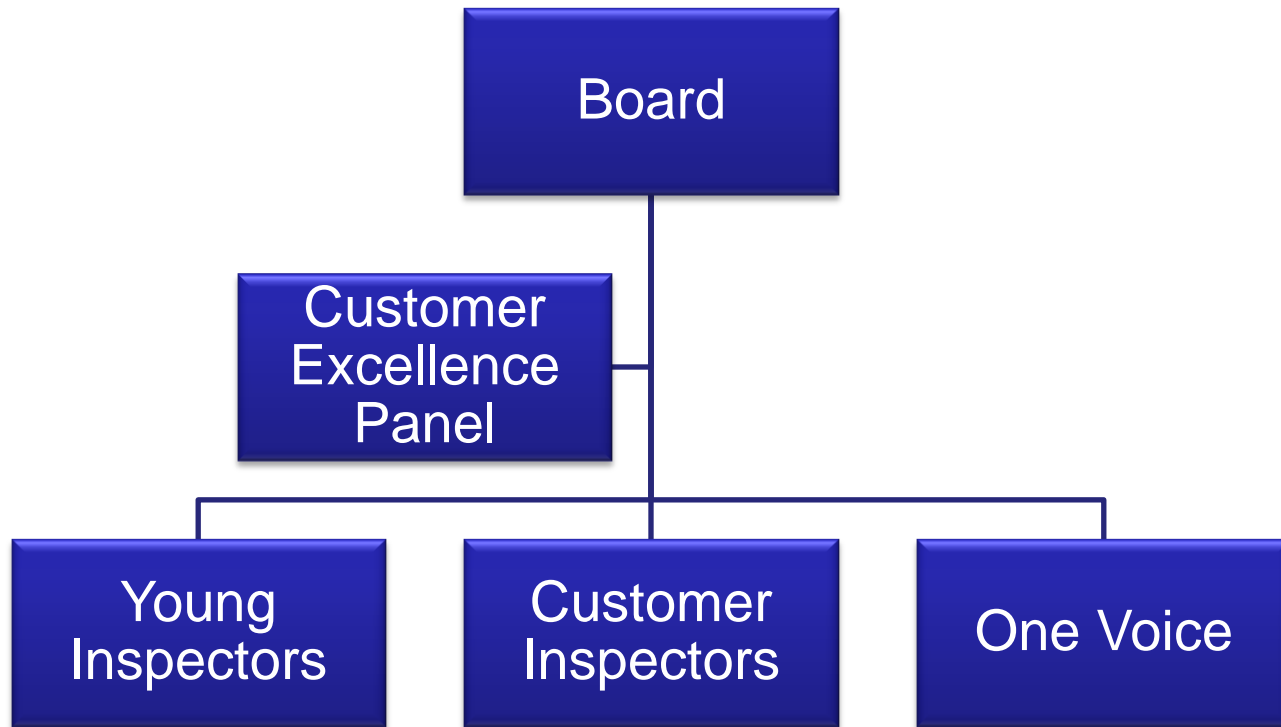 Board
Customer
Excellence
Panel
Young
Inspectors
Customer
Inspectors
One Voice